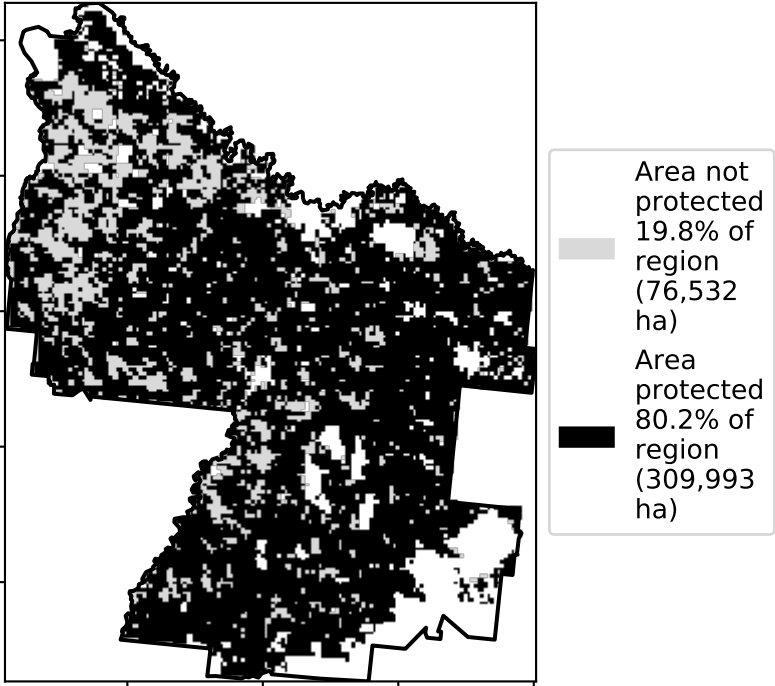 Area not
protected
19.8% of
region
(76,532
ha)
Area
protected
80.2% of
region
(309,993
ha)